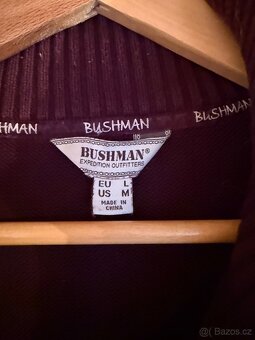 BUSHMAN BUSHMAN BUSHMAN
BUSHMAN®
EXPEDITION OUTFITTERS
EU L
US M
MADE IN
CHINA
© Bazos.cz